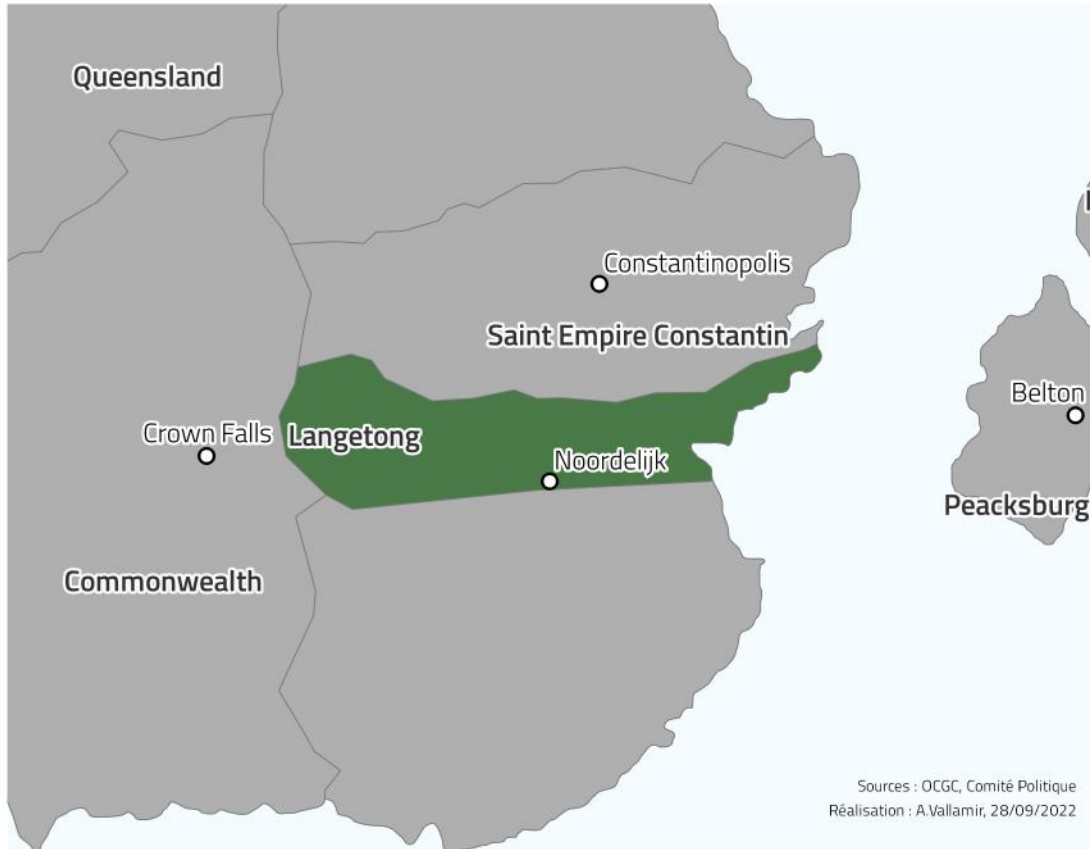 Queensland
Constantinopolis
Saint Empire Constantin
Belton
Crown Falls
Langetong
Noordelijk
Peacksburg
Commonwealth
Sources : OCGC, Comité Politique
Réalisation : A.Vallamir, 28/09/2022